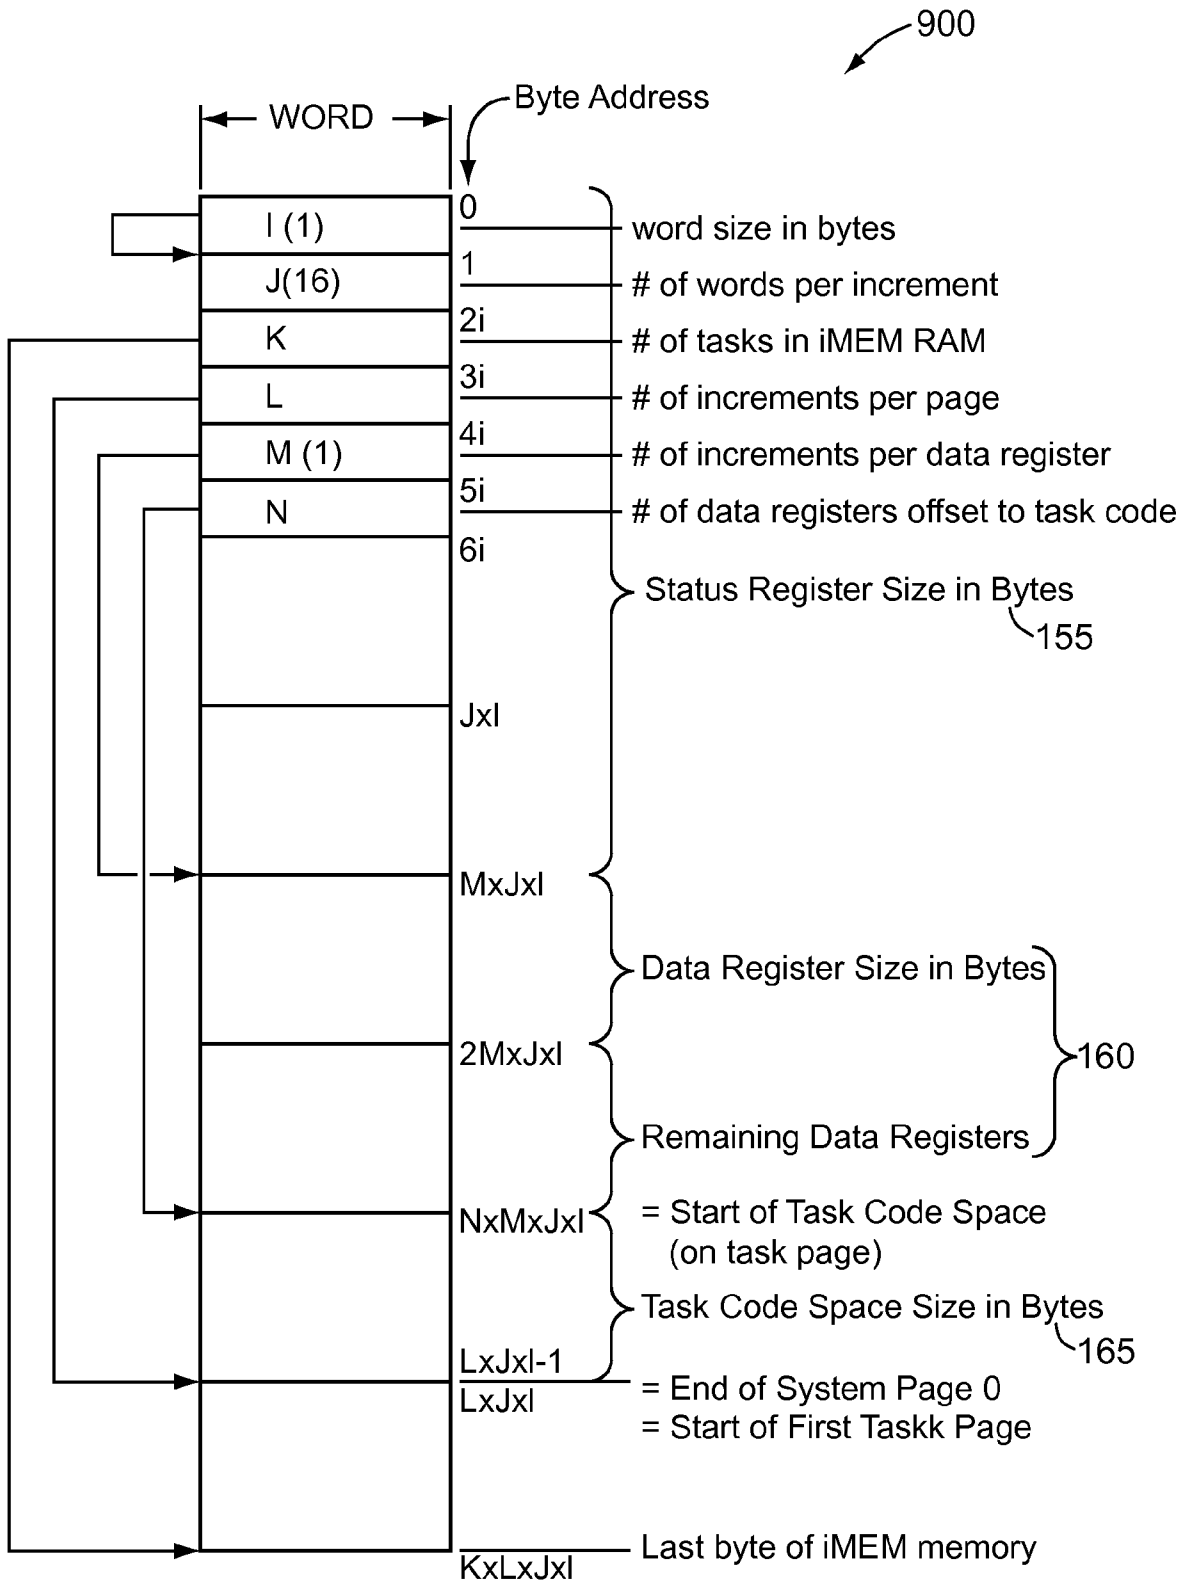 900
Byte Address
WORD
0
I (1)
word size in bytes
1
J(16)
# of words per increment
2i
K
# of tasks in iMEM RAM
3i
L
# of increments per page
4i
M (1)
# of increments per data register
5i
N
# of data registers offset to task code
6i
Status Register Size in Bytes
155
JxI
MxJxI
Data Register Size in Bytes
2MxJxI
160
Remaining Data Registers
NxMxJxI
= Start of Task Code Space
(on task page)
Task Code Space Size in Bytes
165
LxJxI-1
LxJxI
= End of System Page 0
= Start of First Taskk Page
Last byte of iMEM memory
KxLxJxI